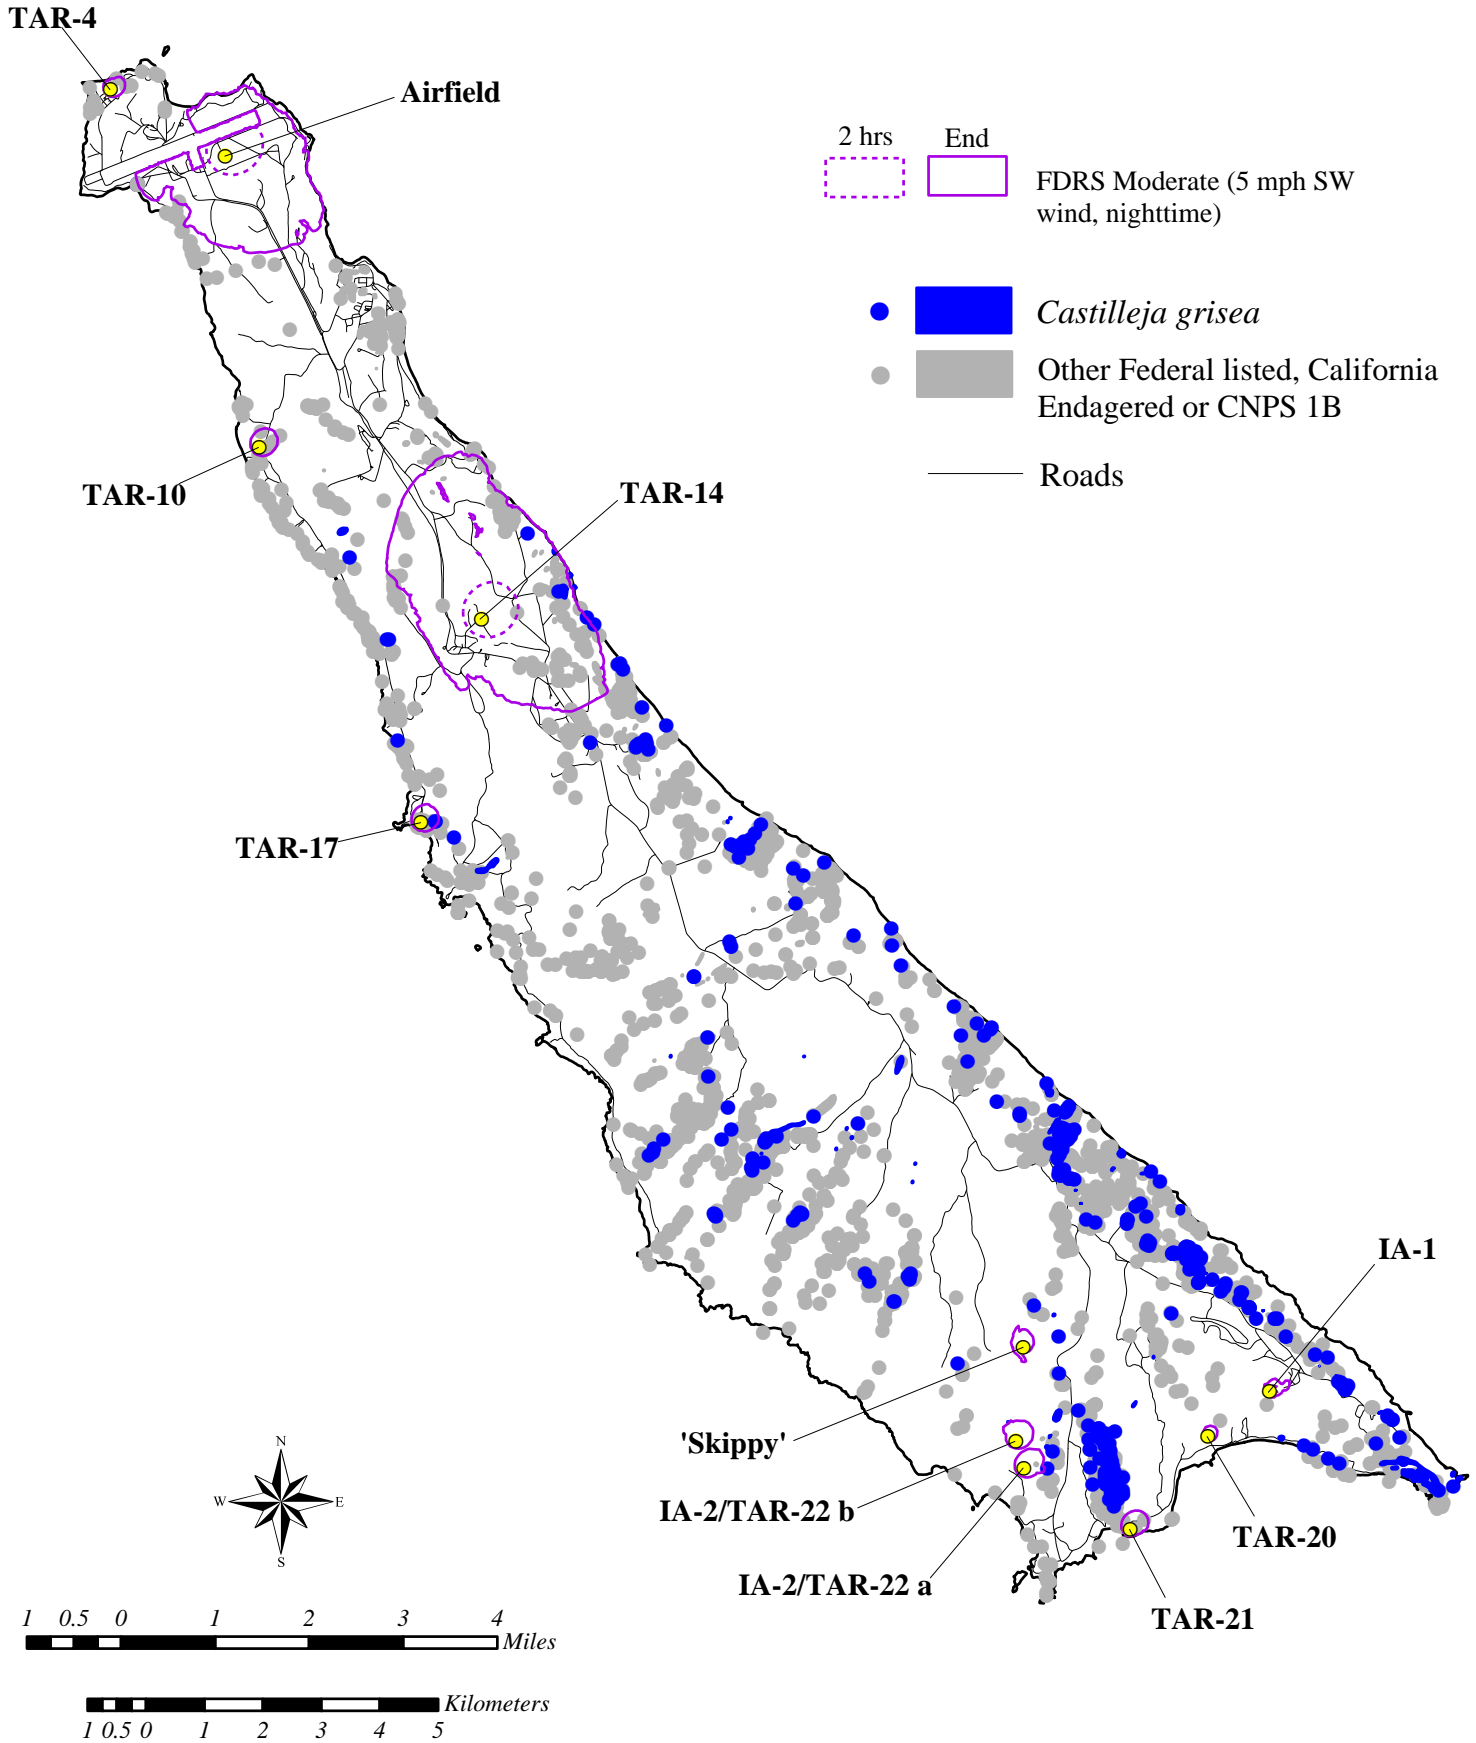 TAR-4
Airfield
2 hrs
End
FDRS Moderate (5 mph SW
wind, nighttime)
Castilleja grisea
Other Federal listed, California
Endagered or CNPS 1B
Roads
TAR-10
TAR-14
TAR-17
IA-1
'Skippy'
IA-2/TAR-22 b
IA-2/TAR-22 a
TAR-20
TAR-21
N
W
E
S
1 0.5 0 1 2 3 4
Miles
Kilometers
1 0.5 0 1 2 3 4 5